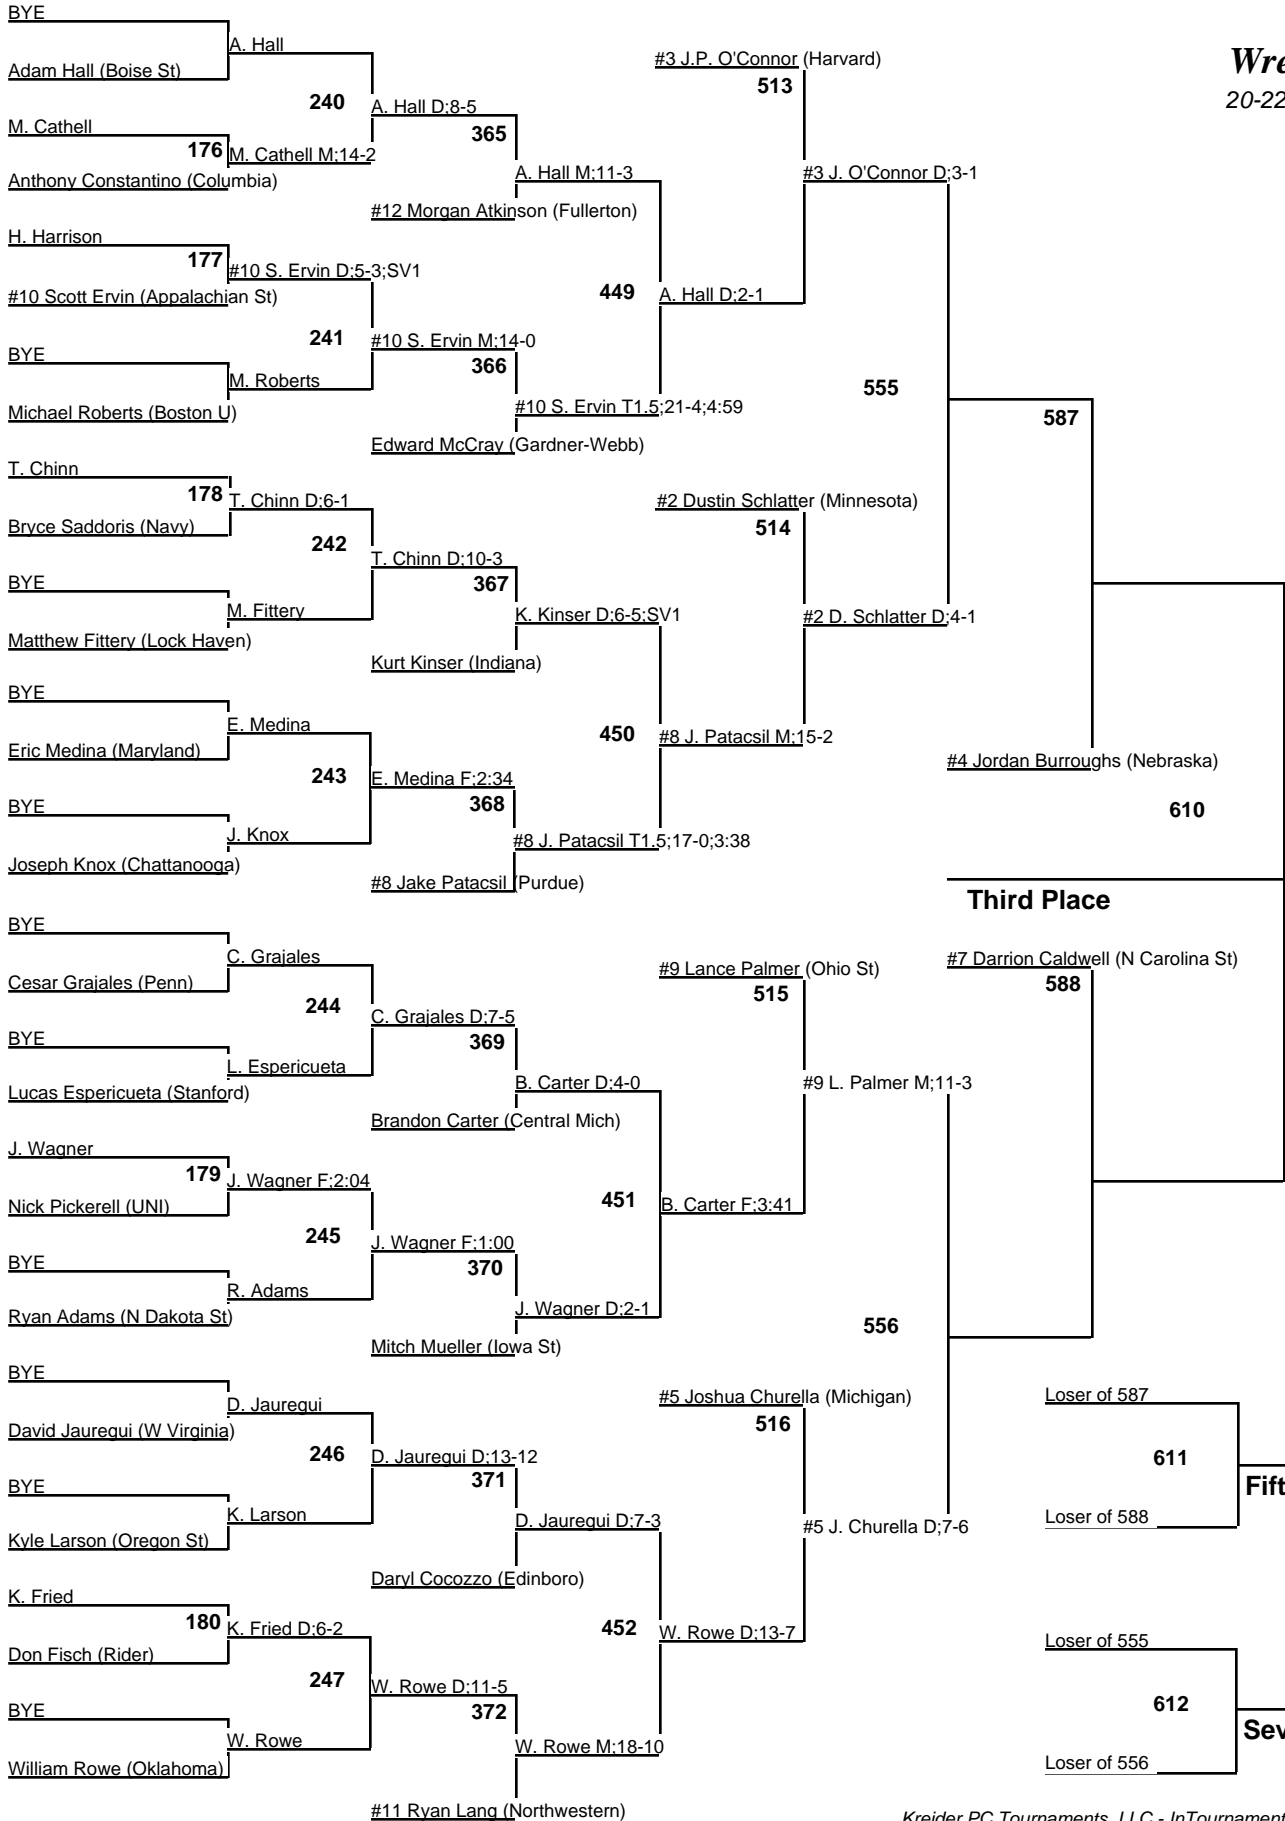 BYE
A. Hall
#3 J.P. O'Connor (Harvard)
Adam Hall (Boise St)
513
20-22
240
A. Hall D;8-5
M. Cathell
365
176
M. Cathell M;14-2
A. Hall M;11-3
#3 J. O'Connor D;3-1
Anthony Constantino (Columbia)
#12 Morgan Atkinson (Fullerton)
H. Harrison
177
#10 S. Ervin D;5-3;SV1
#10 Scott Ervin (Appalachian St)
449
A. Hall D;2-1
241
#10 S. Ervin M;14-0
BYE
366
M. Roberts
555
#10 S. Ervin T1.5;21-4;4:59
Michael Roberts (Boston U)
587
Edward McCray (Gardner-Webb)
T. Chinn
178
T. Chinn D;6-1
#2 Dustin Schlatter (Minnesota)
Bryce Saddoris (Navy)
514
242
T. Chinn D;10-3
BYE
367
M. Fittery
K. Kinser D;6-5;SV1
#2 D. Schlatter D;4-1
Matthew Fittery (Lock Haven)
Kurt Kinser (Indiana)
BYE
E. Medina
450
#8 J. Patacsil M;15-2
Eric Medina (Maryland)
#4 Jordan Burroughs (Nebraska)
243
E. Medina F;2:34
BYE
368
610
J. Knox
#8 J. Patacsil T1.5;17-0;3:38
Joseph Knox (Chattanooga)
#8 Jake Patacsil (Purdue)
Third Place
BYE
C. Grajales
#9 Lance Palmer (Ohio St)
#7 Darrion Caldwell (N Carolina St)
Cesar Grajales (Penn)
515
588
244
C. Grajales D;7-5
BYE
369
L. Espericueta
B. Carter D;4-0
#9 L. Palmer M;11-3
Lucas Espericueta (Stanford)
Brandon Carter (Central Mich)
J. Wagner
179
J. Wagner F;2:04
Nick Pickerell (UNI)
451
B. Carter F;3:41
245
J. Wagner F;1:00
BYE
370
R. Adams
J. Wagner D;2-1
Ryan Adams (N Dakota St)
556
Mitch Mueller (Iowa St)
BYE
D. Jauregui
#5 Joshua Churella (Michigan)
Loser of 587
David Jauregui (W Virginia)
516
246
D. Jauregui D;13-12
611
BYE
371
K. Larson
D. Jauregui D;7-3
#5 J. Churella D;7-6
Loser of 588
Kyle Larson (Oregon St)
Daryl Cocozzo (Edinboro)
K. Fried
180
K. Fried D;6-2
452
W. Rowe D;13-7
Loser of 555
Don Fisch (Rider)
247
W. Rowe D;11-5
BYE
372
612
W. Rowe
W. Rowe M;18-10
William Rowe (Oklahoma)
Loser of 556
#11 Ryan Lang (Northwestern)
Kreider PC Tournaments, LLC - InTournament